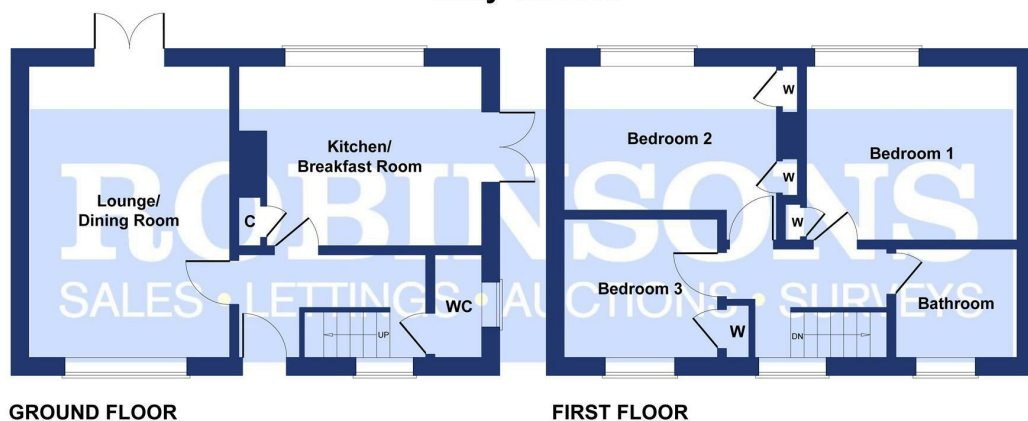 Kitchen/
Breakfast Room
Lounge/
Dining Room
C
WC
UP
GROUND FLOOR
W
Bedroom 2
Bedroom 1
W
W
Bedroom 3
Bathroom
W
DN
FIRST FLOOR
ROBINSONS
SALES • LETTINGS • AUCTIONS • SURVEYS